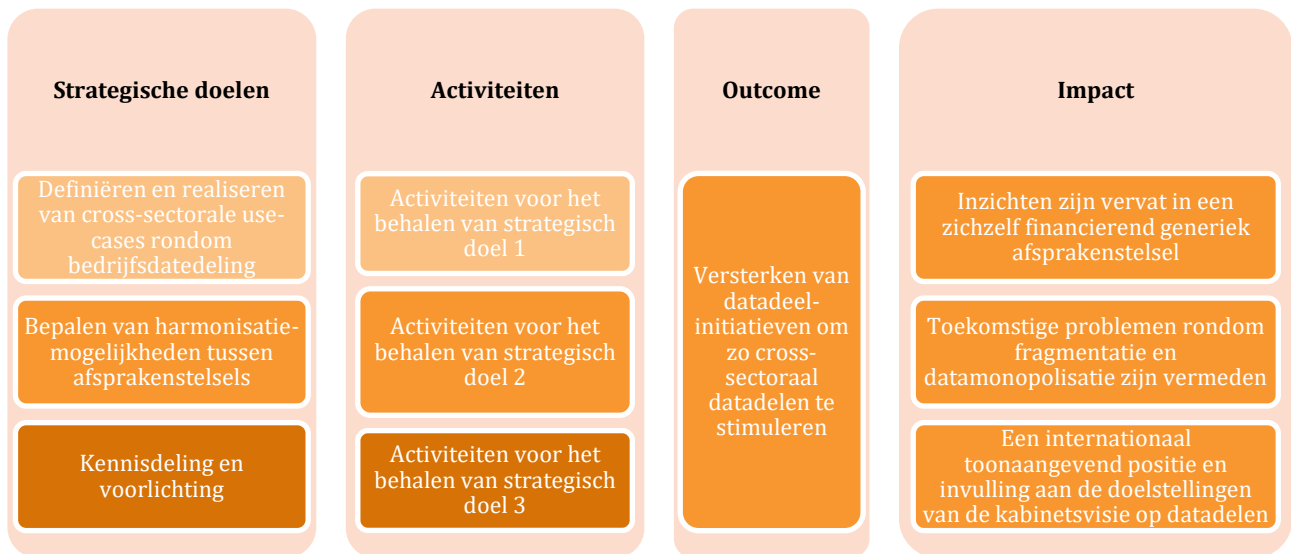 Strategische doelen
Definiëren en realiseren
van cross-sectorale use-
cases rondom
bedrijfsdatedeling
Bepalen van harmonisatie-
mogelijkheden tussen
afsprakenstelsels
Kennisdeling en
voorlichting
Activiteiten
Activiteiten voor het
behalen van strategisch
doel 1
Activiteiten voor het
behalen van strategisch
doel 2
Activiteiten voor het
behalen van strategisch
doel 3
Outcome
Versterken van
datadeel-
initiatieven om
zo cross-
sectoraal
datadelen te
stimuleren
Impact
Inzichten zijn vervat in een
zichzelf financierend generiek
afsprakenstelsel
Toekomstige problemen rondom
fragmentatie en
datamonopolisatie zijn vermeden
Een internationaal
toonaangevend positie en
invulling aan de doelstellingen
van de kabinetsvisie op datadelen